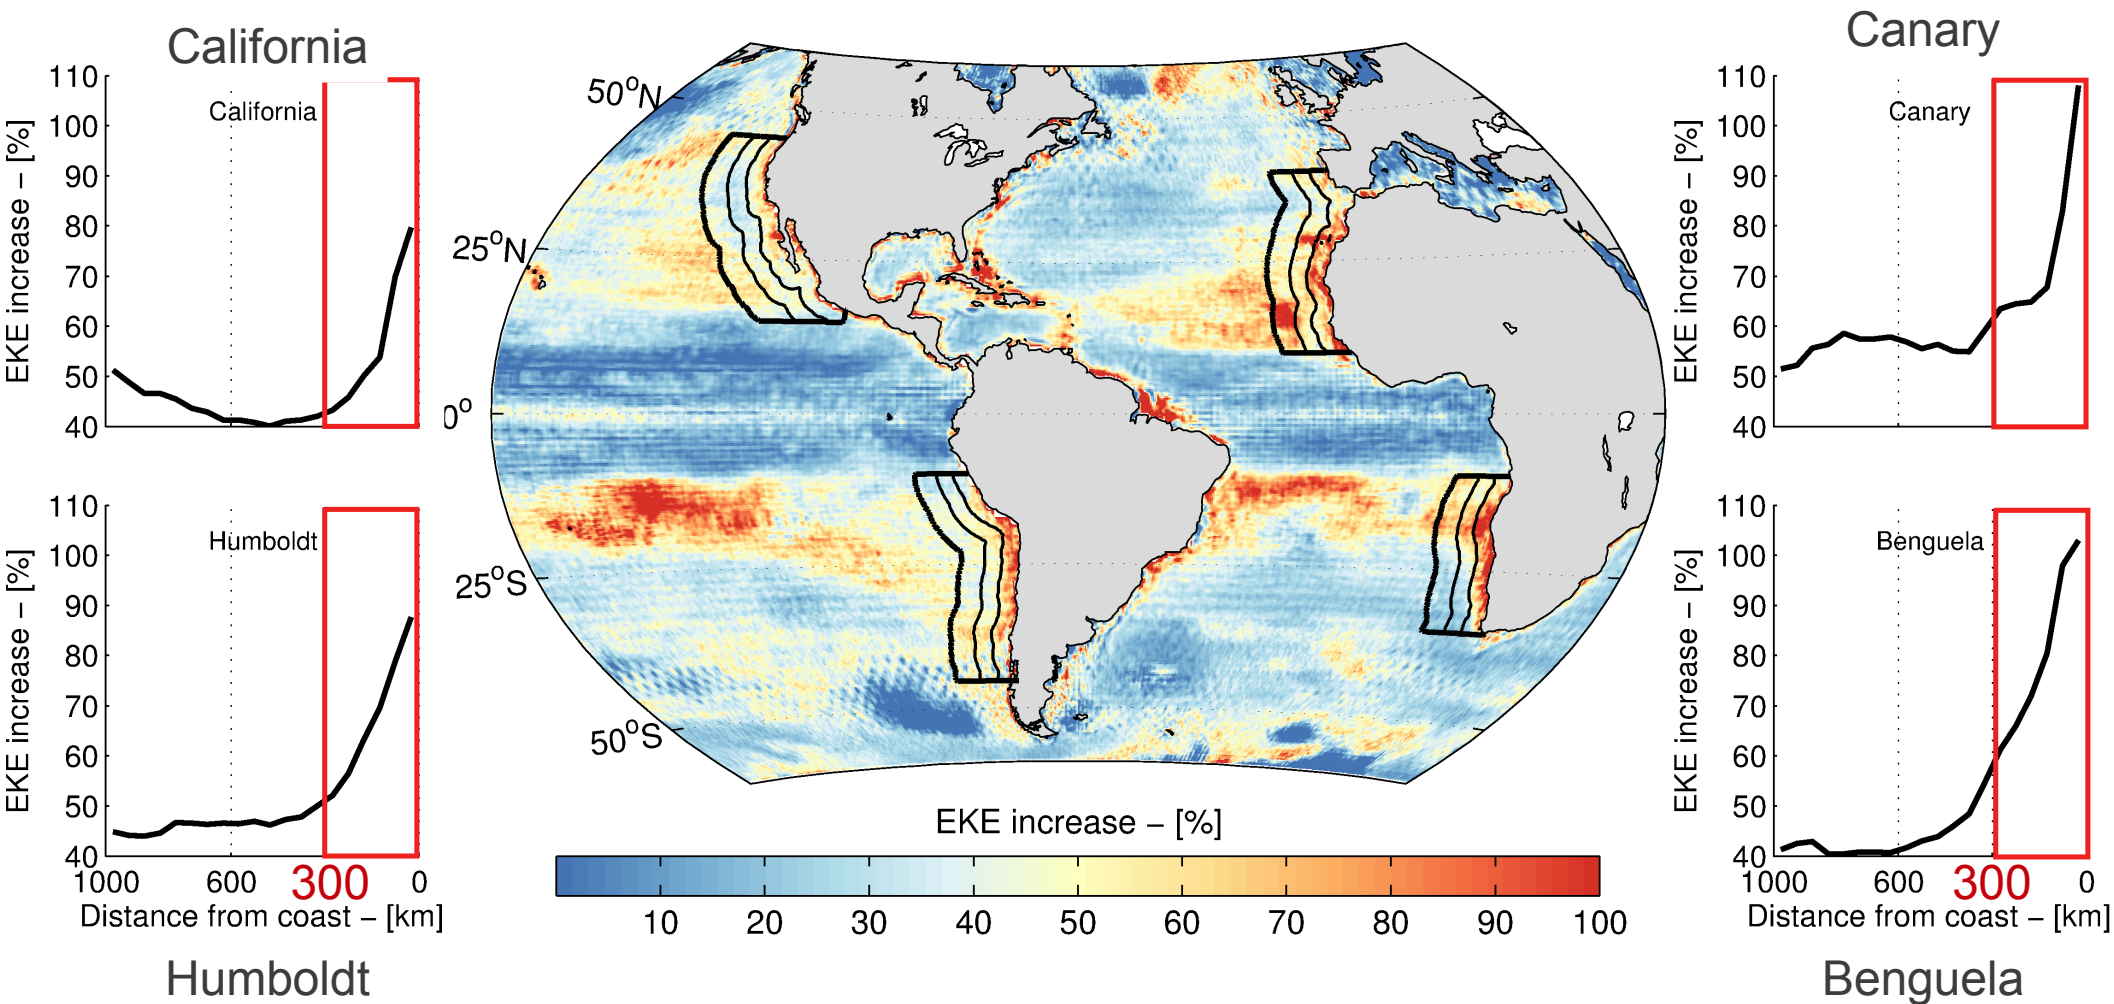 California
110
100
90
80
70
60
50
40
EKE increase – [%]
California
Humboldt
110
100
90
80
70
60
50
40
EKE increase – [%]
1000 600 300 0
Distance from coast – [km]
Humboldt
50°N
25°N
0°
25°S
50°S
EKE increase – [%]
10 20 30 40 50 60 70 80 90 100
Canary
110
100
90
80
70
60
50
40
EKE increase – [%]
Canary
110
100
90
80
70
60
50
40
EKE increase – [%]
Benguela
1000 600 300 0
Distance from coast – [km]
Benguela